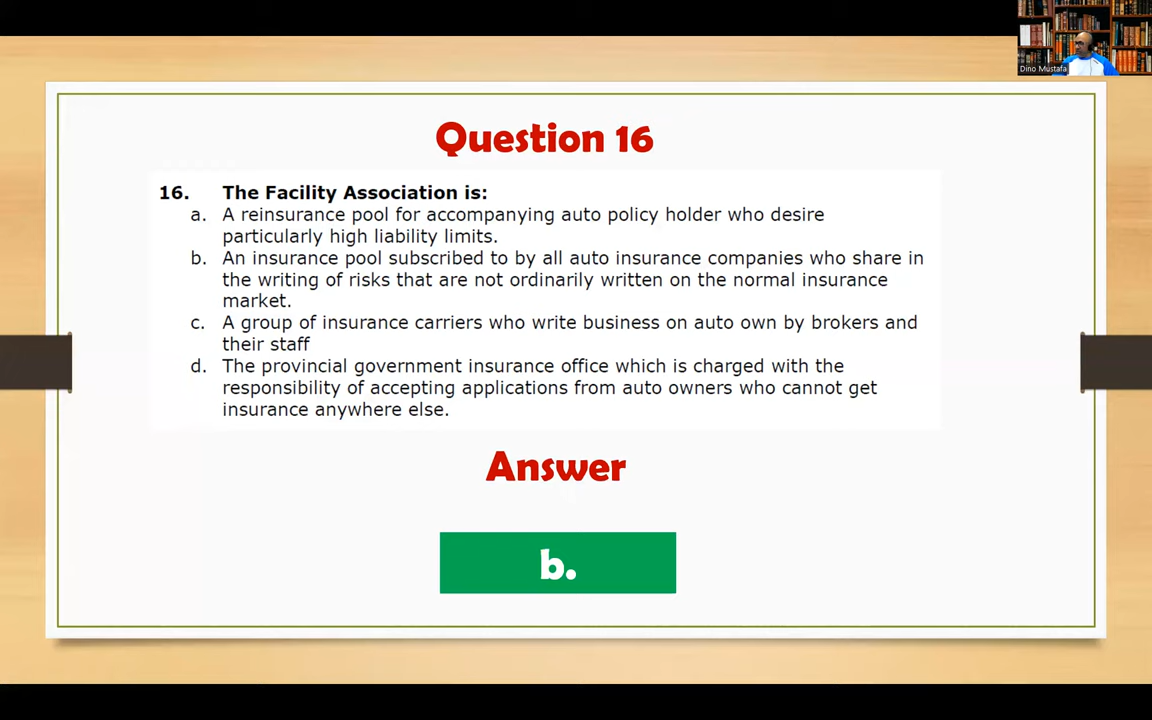 Dino Mustafa
Question 16
16. The Facility Association is:
a. A reinsurance pool for accompanying auto policy holder who desire
particularly high liability limits.
b. An insurance pool subscribed to by all auto insurance companies who share in
the writing of risks that are not ordinarily written on the normal insurance
market.
c. A group of insurance carriers who write business on auto own by brokers and
their staff
d. The provincial government insurance office which is charged with the
responsibility of accepting applications from auto owners who cannot get
insurance anywhere else.
Answer
b.